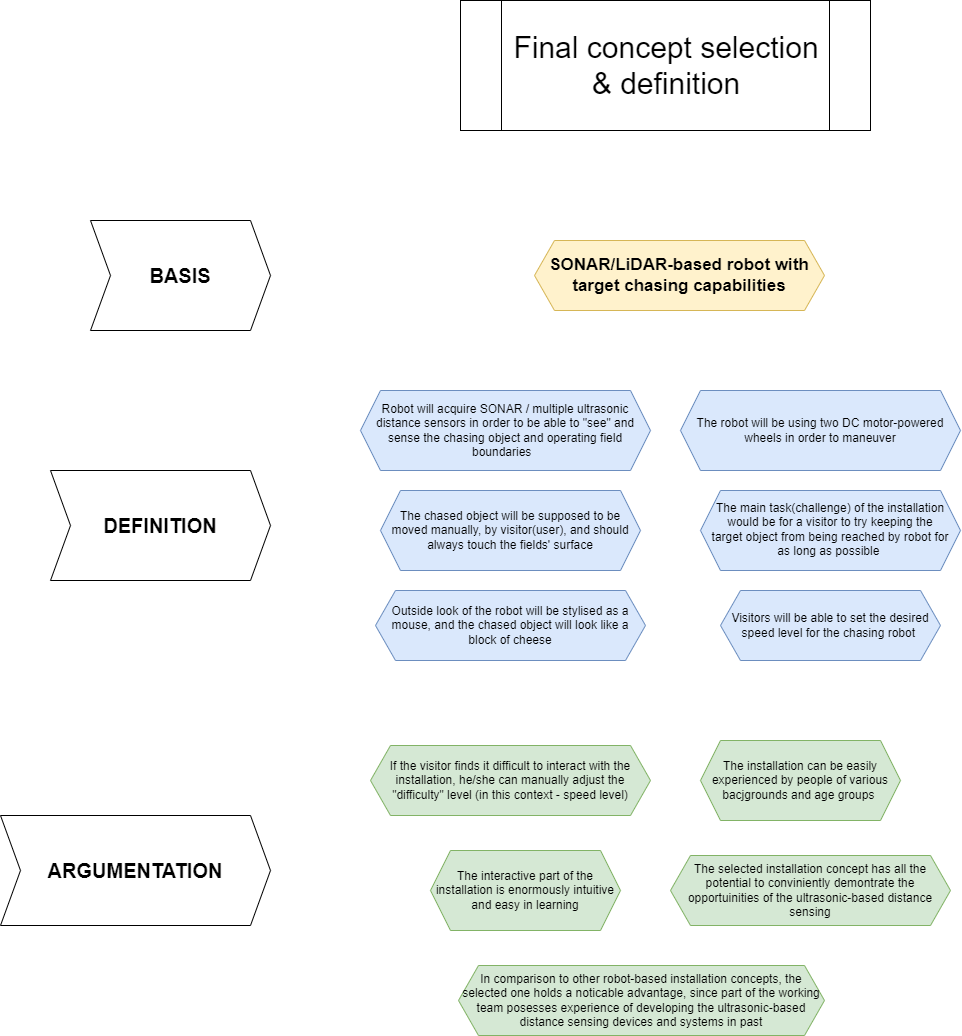 Final concept selection
& definition
BASIS
SONAR/LiDAR-based robot with
target chasing capabilities
DEFINITION
Robot will acquire SONAR / multiple ultrasonic
distance sensors in order to be able to "see" and
sense the chasing object and operating field
boundaries
The robot will be using two DC motor-powered
wheels in order to maneuver
The chased object will be supposed to be
moved manually, by visitor(user), and should
always touch the fields' surface
The main task(challenge) of the installation
would be for a visitor to try keeping the
target object from being reached by robot for
as long as possible
Outside look of the robot will be stylised as a
mouse, and the chased object will look like a
block of cheese
Visitors will be able to set the desired
speed level for the chasing robot
ARGUMENTATION
If the visitor finds it difficult to interact with the
installation, he/she can manually adjust the
"difficulty" level (in this context - speed level)
The installation can be easily
experienced by people of various
bacjgrounds and age groups
The interactive part of the
installation is enormously intuitive
and easy in learning
The selected installation concept has all the
potential to conviniently demontrate the
opportuinities of the ultrasonic-based distance
sensing
In comparison to other robot-based installation concepts, the
selected one holds a noticable advantage, since part of the working
team posesses experience of developing the ultrasonic-based
distance sensing devices and systems in past